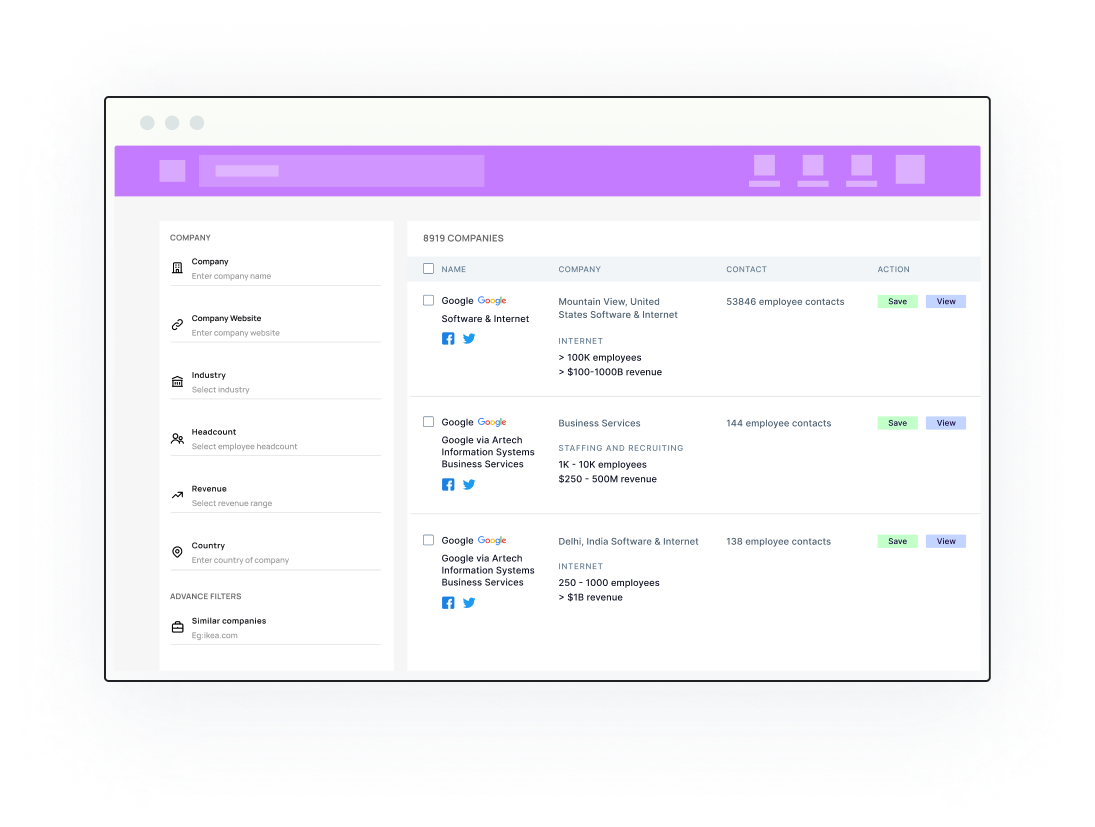 COMPANY
Company
Enter company name
Company Website
Enter company website
Industry
Select industry
Headcount
Select employee headcount
Revenue
Select revenue range
Country
Enter country of company
ADVANCE FILTERS
Similar companies
Eg:ikea.com
8919 COMPANIES
NAME COMPANY CONTACT ACTION
Google Google
Software & Internet
Mountain View, United
States Software & Internet
INTERNET
> 100K employees
> $100-1000B revenue
53846 employee contacts
Save View
Google Google
Google via Artech
Information Systems
Business Services
Business Services
STAFFING AND RECRUITING
1K - 10K employees
$250 - 500M revenue
144 employee contacts
Save View
Google Google
Google via Artech
Information Systems
Business Services
Delhi, India Software & Internet
INTERNET
250 - 1000 employees
> $1B revenue
138 employee contacts
Save View